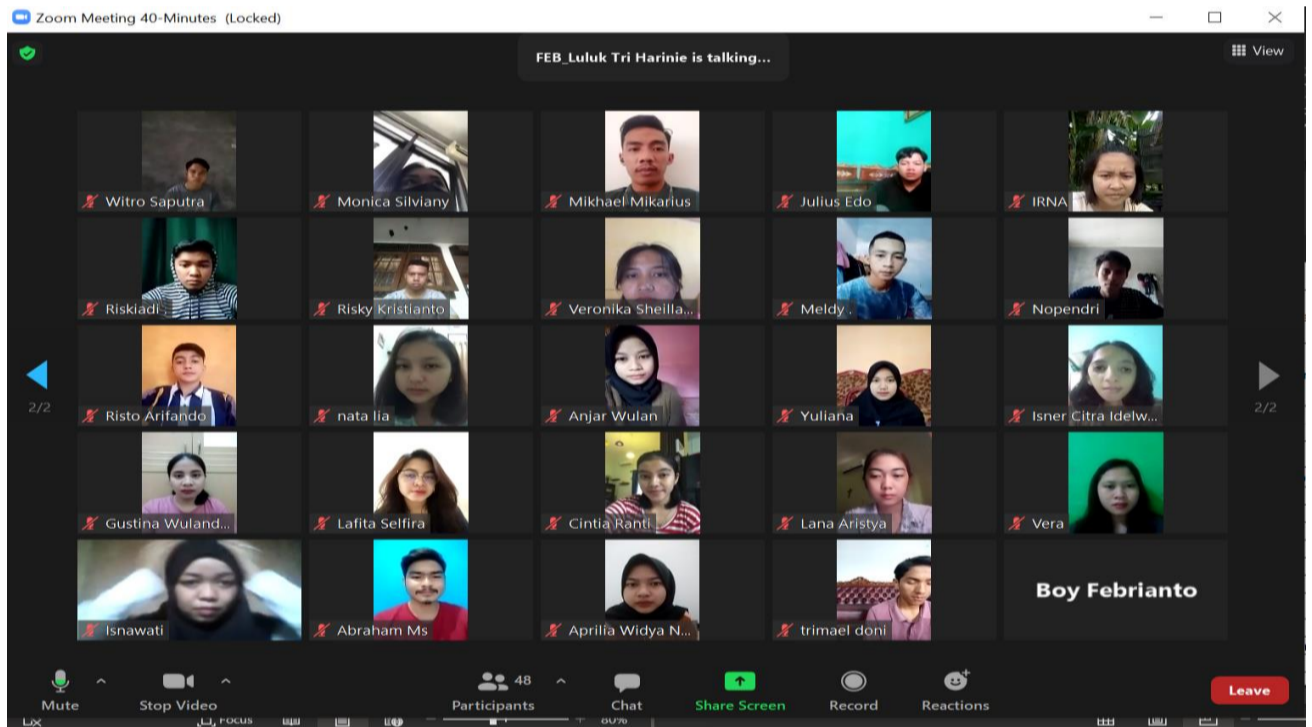 Zoom Meeting 40-Minutes (Locked)
FEB_Luluk Tri Harinie is talking...
View
Witro Saputra
Monica Silviany
Mikhael Mikarius
Julius Edo
IRNA
Riskiadi
Risky Kristianto
Veronika Sheilla...
Meldy .
Nopendri
2/2
Risto Arifando
nata lia
Anjar Wulan
Yuliana
Isner Citra Idelw...
2/2
Gustina Wuland...
Lafita Selfira
Cintia Ranti
Lana Aristya
Vera
Isnawati
Abraham Ms
Aprilia Widya N...
trimael doni
Boy Febrianto
48
Mute
Stop Video
Participants
Chat
Share Screen
Record
Reactions
Leave
Focus
80%